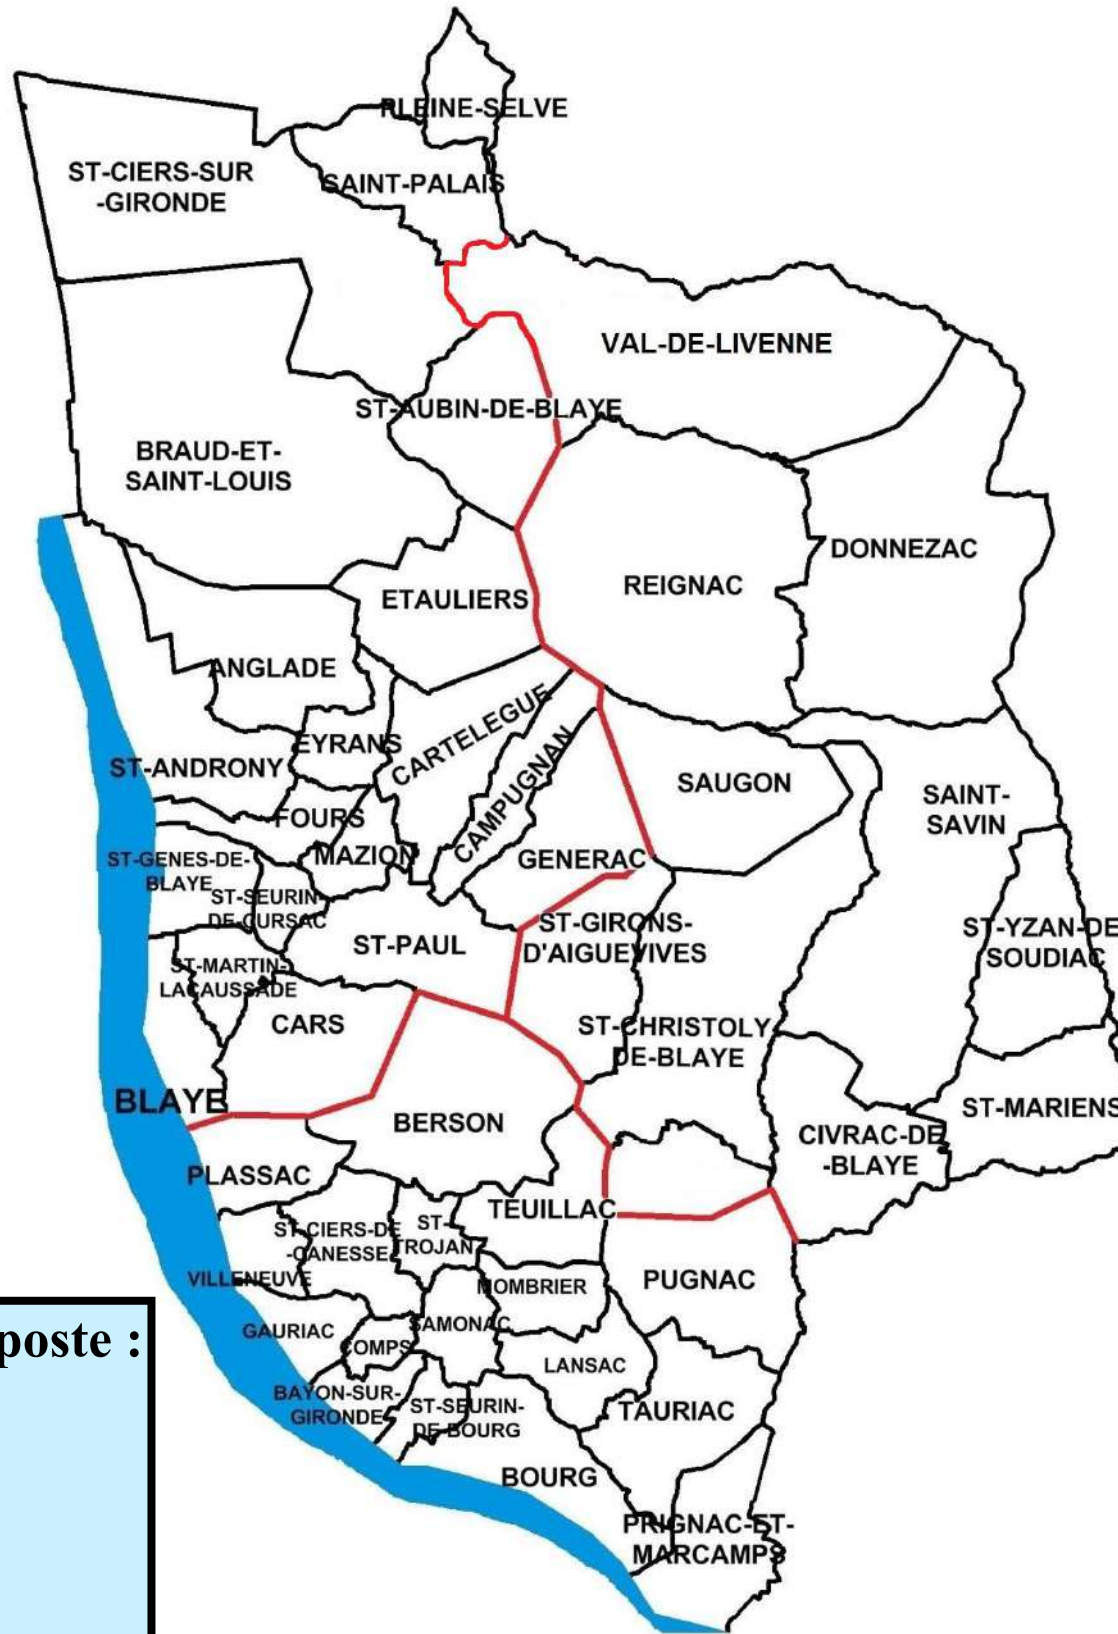 PLEINE-SELVE
ST-CIERS-SUR
-GIRONDE
SAINT-PALAIS
VAL-DE-LIVENNE
ST-AUBIN-DE-BLAYE
BRAUD-ET-
SAINT-LOUIS
DONNEZAC
REIGNAC
ETAULIERS
ANGLADE
CARTELEGUE
EYRANS
ST-ANDRONY
CAMPUGNAN
SAUGON
SAINT-
SAVIN
FOURS
MAZION
GENERAC
ST-GENES-DE-
BLAYE
ST-SEURIN-
DE-CURSAC
ST-PAUL
ST-GIRONS-
D'AIGUEVIVES
ST-YZAN-DE
SOUDIAC
ST-MARTIN-
LACAUSSADE
CARS
ST-CHRISTOLY
DE-BLAYE
BLAYE
BERSON
ST-MARIENS
CIVRAC-DE
-BLAYE
PLASSAC
TEUILLAC
ST-CIERS-DE
-CANESSE
ST-
TROJAN
VILLENEUVE
MOMBRIER
PUGNAC
GAURIAC
SAMONAC
COMPS
LANSAC
BAYON-SUR-
GIRONDE
ST-SEURIN-
DE-BOURG
TAURIAC
BOURG
PRIGNAC-ET-
MARCAMPS
poste :